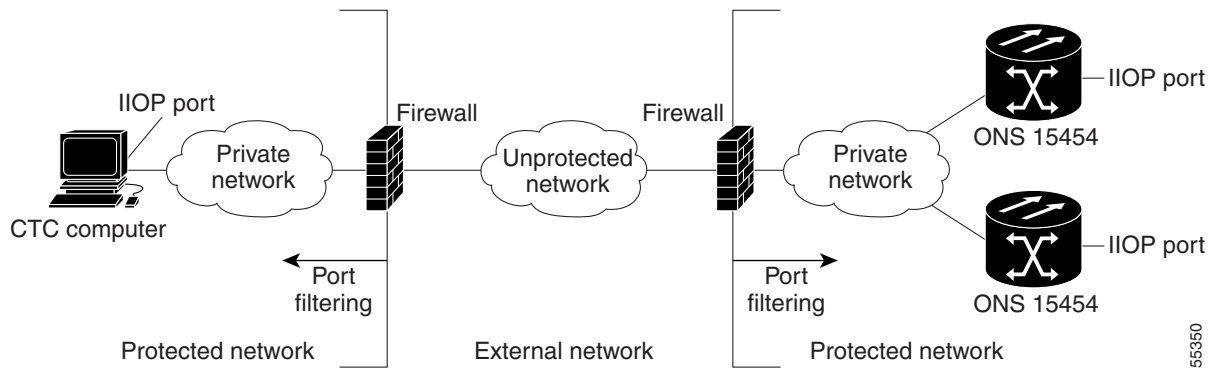 IIOP port
Private
network
CTC computer
Firewall
Unprotected
network
Firewall
Private
network
IIOP port
ONS 15454
IIOP port
ONS 15454
Port
filtering
Port
filtering
Protected network
External network
Protected network
55350